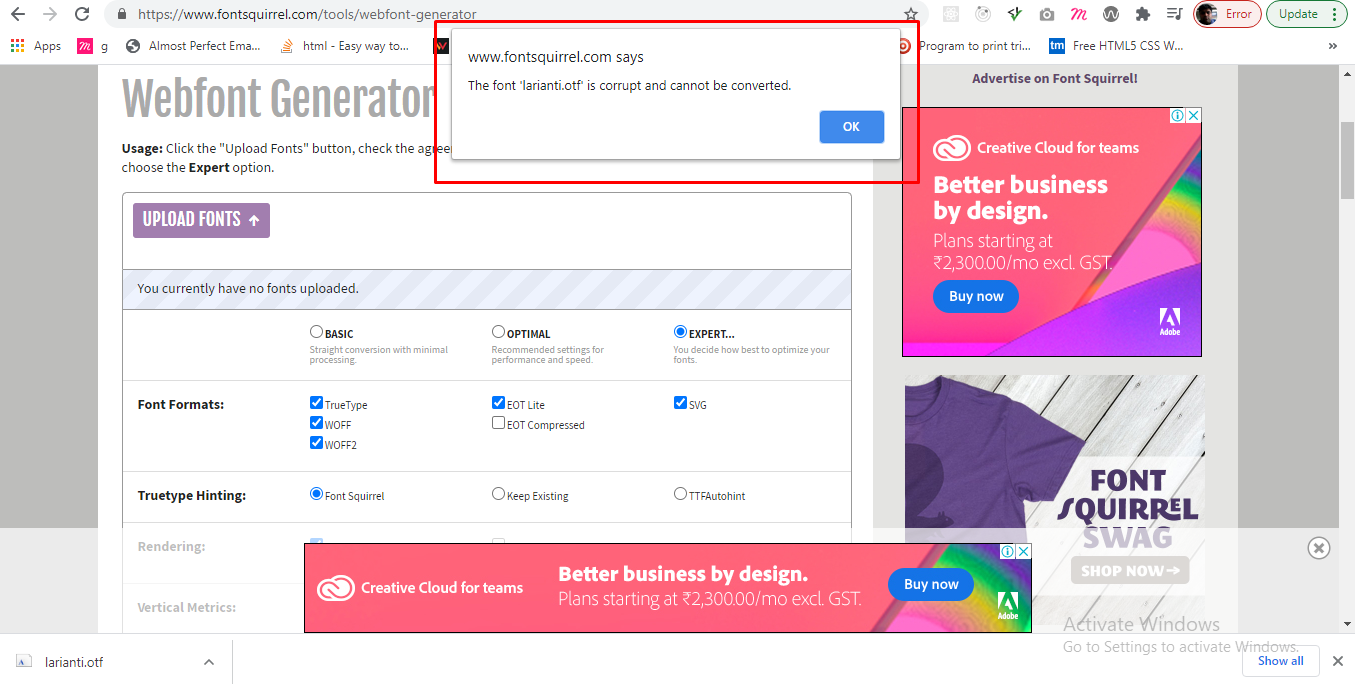 https://www.fontsquirrel.com/tools/webfont-generator
Error
Update
Apps
g
Almost Perfect Ema...
html - Easy way to...
Program to print tri...
tm
Free HTML5 CSS W...
»
www.fontsquirrel.com says
The font 'larianti.otf' is corrupt and cannot be converted.
OK
Webfont Generator
Usage: Click the "Upload Fonts" button, check the agree
choose the Expert option.
UPLOAD FONTS
You currently have no fonts uploaded.
BASIC
Straight conversion with minimal
processing.
OPTIMAL
Recommended settings for
performance and speed.
EXPERT...
You decide how best to optimize your
fonts.
Font Formats:
TrueType
WOFF
WOFF2
EOT Lite
EOT Compressed
SVG
Truetype Hinting:
Font Squirrel
Keep Existing
TTFAutohint
Rendering:
Vertical Metrics:
Advertise on Font Squirrel!
Creative Cloud for teams
Better business
by design.
Plans starting at
₹2,300.00/mo excl. GST.
Buy now
Adobe
FONT
SQUIRREL
SWAG
SHOP NOW→
Creative Cloud for teams
Better business by design.
Plans starting at ₹2,300.00/mo excl. GST.
Buy now
Adobe
Activate Windows
Go to Settings to activate Windows.
larianti.otf
Show all